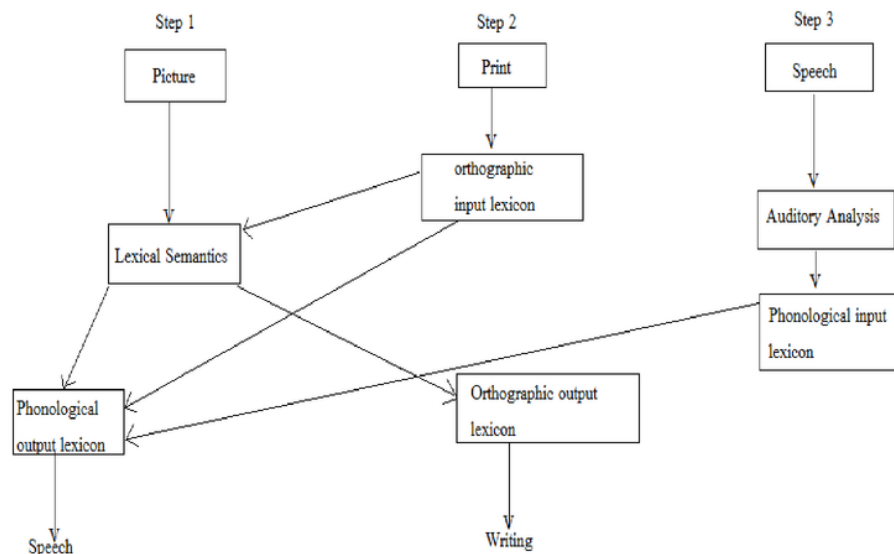 Step 1
Step 2
Step 3
Picture
Print
Speech
orthographic
input lexicon
Auditory Analysis
Lexical Semantics
Phonological input
lexicon
Phonological
output lexicon
Orthographic output
lexicon
Speech
Writing